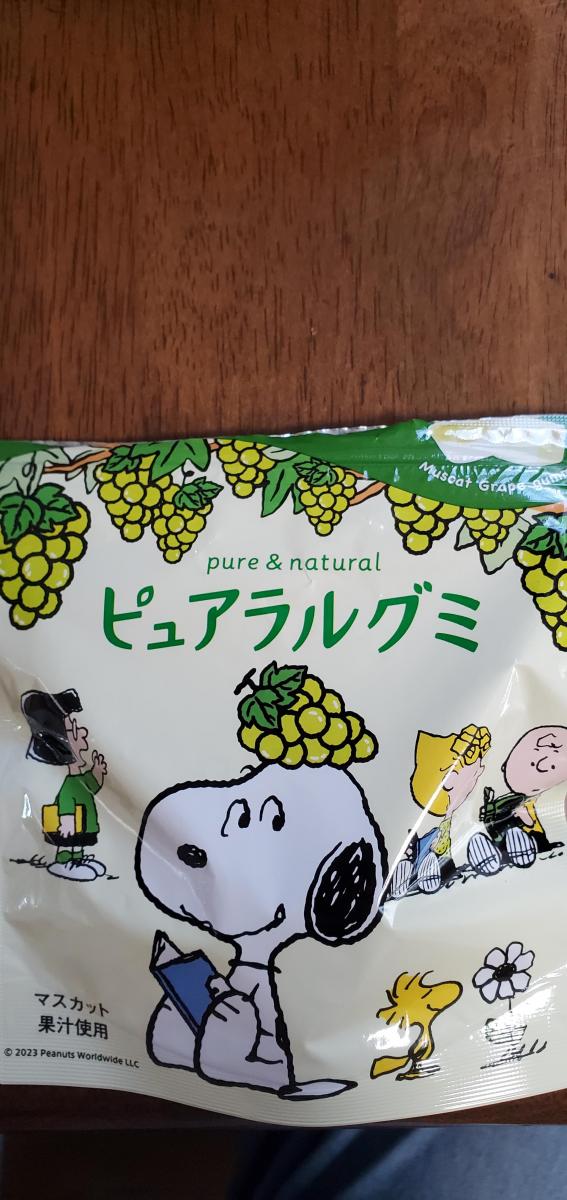 Muscat Grape gum
pure & natural
ピュアラルグミ
マスカット
果汁使用
© 2023 Peanuts Worldwide LLC